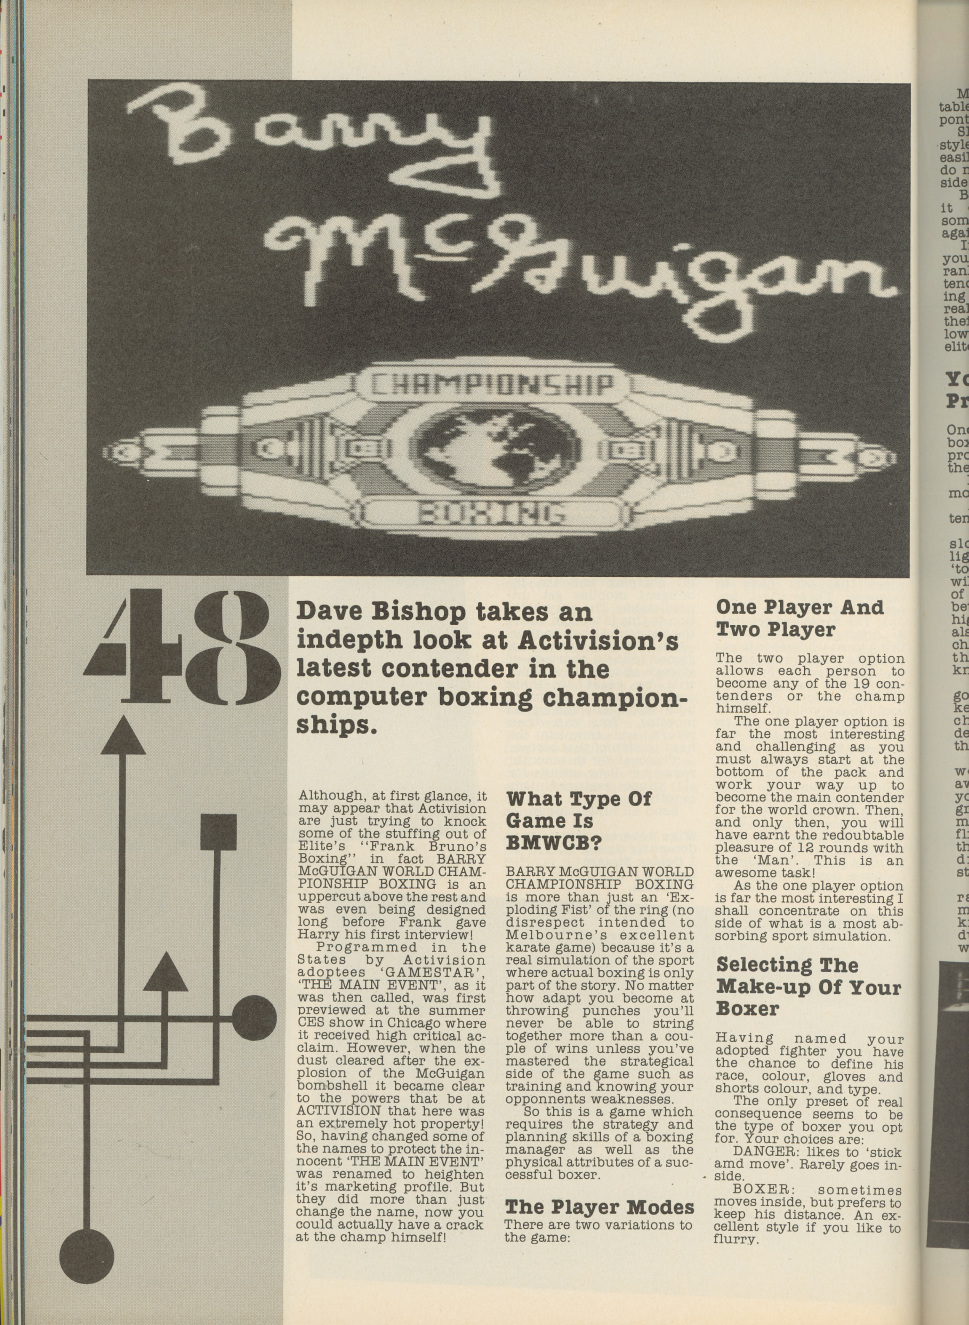 Barry
McGuigan
CHAMPIONSHIP
BOXING
48
Dave Bishop takes an
indepth look at Activision's
latest contender in the
computer boxing champion-
ships.
Although, at first glance, it
may appear that Activision
are just trying to knock
some of the stuffing out of
Elite's "Frank Bruno's
Boxing" in fact BARRY
McGUIGAN WORLD CHAM-
PIONSHIP BOXING is an
uppercut above the rest and
was even being designed
long before Frank gave
Harry his first interview!
Programmed in the
States by Activision
adoptees 'GAMESTAR',
'THE MAIN EVENT', as it
was then called, was first
previewed at the summer
CES show in Chicago where
it received high critical ac-
claim. However, when the
dust cleared after the ex-
plosion of the McGuigan
bombshell it became clear
to the powers that be at
ACTIVISION that here was
an extremely hot property!
So, having changed some of
the names to protect the in-
nocent 'THE MAIN EVENT'
was renamed to heighten
it's marketing profile. But
they did more than just
change the name, now you
could actually have a crack
at the champ himself!
What Type Of
Game Is
BMWCB?
BARRY McGUIGAN WORLD
CHAMPIONSHIP BOXING
is more than just an 'Ex-
ploding Fist' of the ring (no
disrespect intended to
Melbourne's excellent
karate game) because it's a
real simulation of the sport
where actual boxing is only
part of the story. No matter
how adapt you become at
throwing punches you'll
never be able to string
together more than a cou-
ple of wins unless you've
mastered the strategical
side of the game such as
training and knowing your
opponnents weaknesses.
So this is a game which
requires the strategy and
planning skills of a boxing
manager as well as the
physical attributes of a suc-
cessful boxer.
The Player Modes
There are two variations to
the game:
One Player And
Two Player
The two player option
allows each person to
become any of the 19 con-
tenders or the champ
himself.
The one player option is
far the most interesting
and challenging as you
must always start at the
bottom of the pack and
work your way up to
become the main contender
for the world crown. Then,
and only then, you will
have earnt the redoubtable
pleasure of 12 rounds with
the 'Man'. This is an
awesome task!
As the one player option
is far the most interesting I
shall concentrate on this
side of what is a most ab-
sorbing sport simulation.
Selecting The
Make-up Of Your
Boxer
Having named your
adopted fighter you have
the chance to define his
race, colour, gloves and
shorts colour, and type.
The only preset of real
consequence seems to be
the type of boxer you opt
for. Your choices are:
DANGER: likes to 'stick
amd move'. Rarely goes in-
side.
BOXER: sometimes
moves inside, but prefers to
keep his distance. An ex-
cellent style if you like to
flurry.